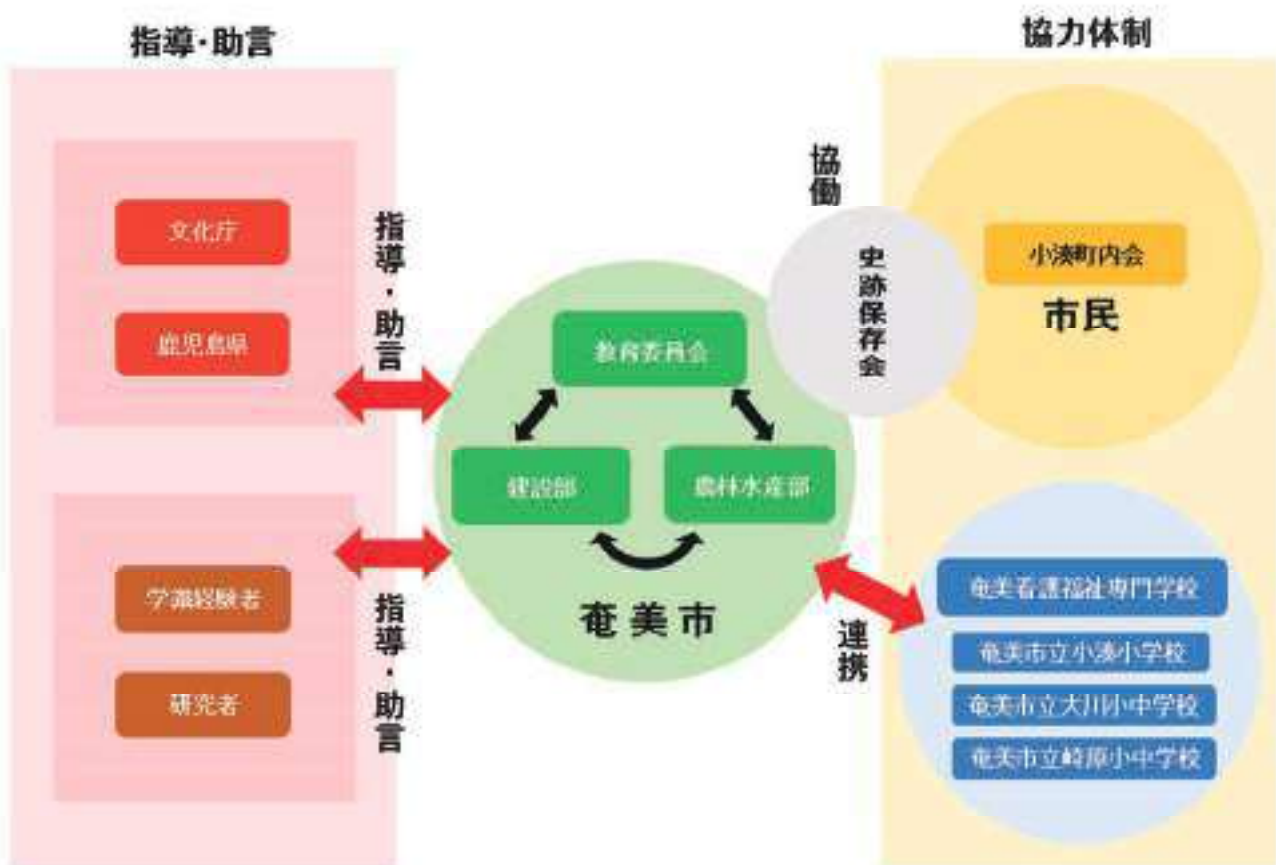 指導・助言
文化庁
鹿児島県
学識経験者
研究者
指導・助言
指導・助言
教育委員会
建設部
農林水産部
奄美市
協力体制
協働
史跡保存会
小湊町内会
市民
連携
奄美看護福祉専門学校
奄美市立小湊小学校
奄美市立大川小中学校
奄美市立崎原小中学校